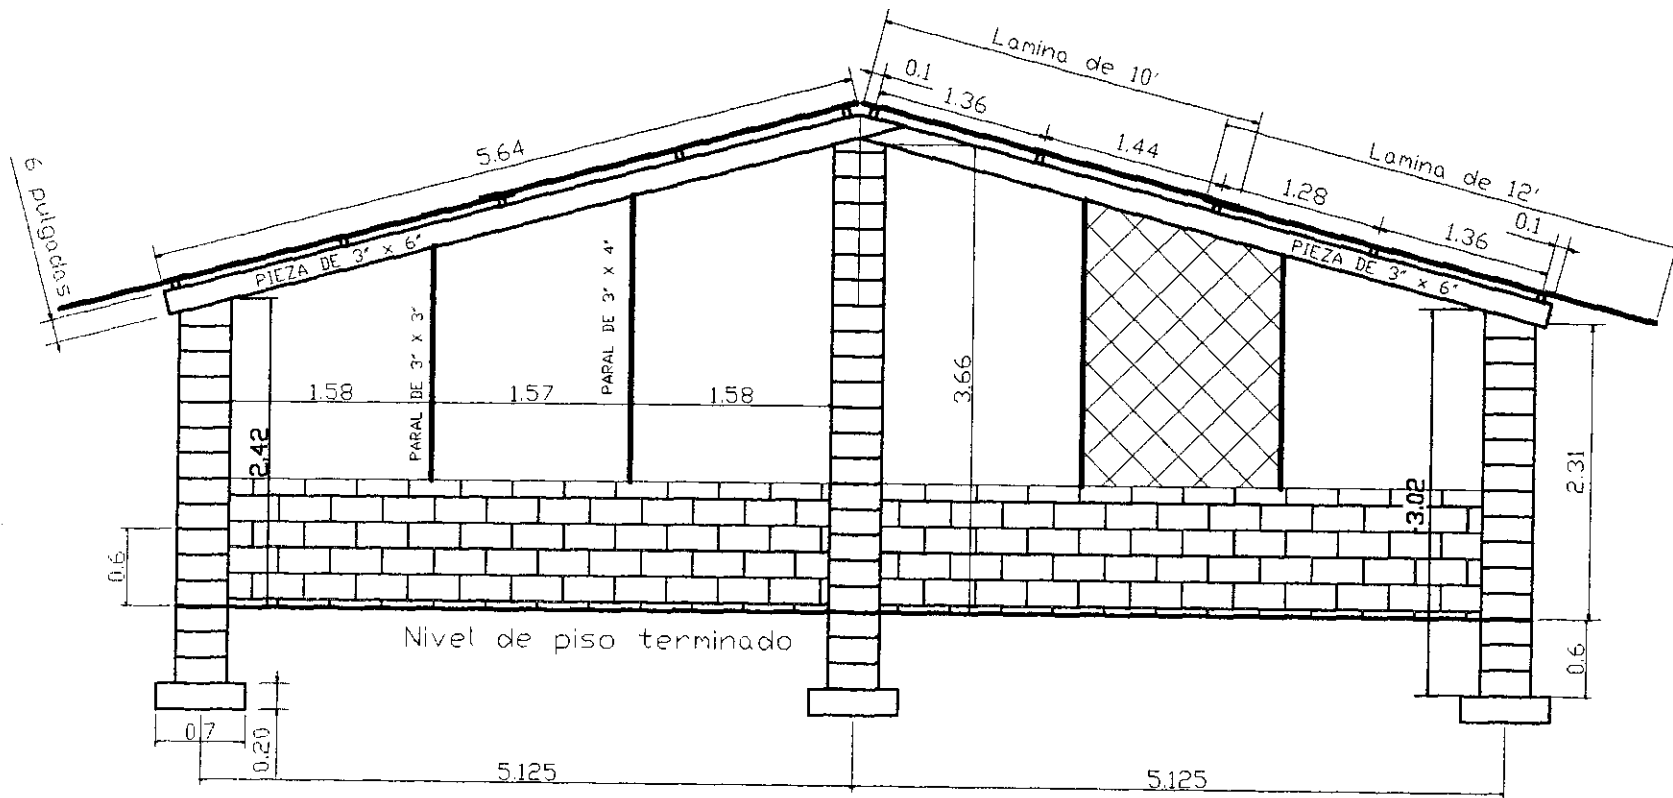 Lamina de 10'
0.1
1.36
1.44
Lamina de 12'
1.28
0.1
1.36
5.64
6 pulgadas
PIEZA DE 3" x 6"
PIEZA DE 3" x 6"
PARAL DE 3" X 3"
PARAL DE 3" X 4"
1.58
1.57
1.58
3.66
2.42
3.02
2.31
0.6
Nivel de piso terminado
0.6
0.7
0.20
5.125
5.125